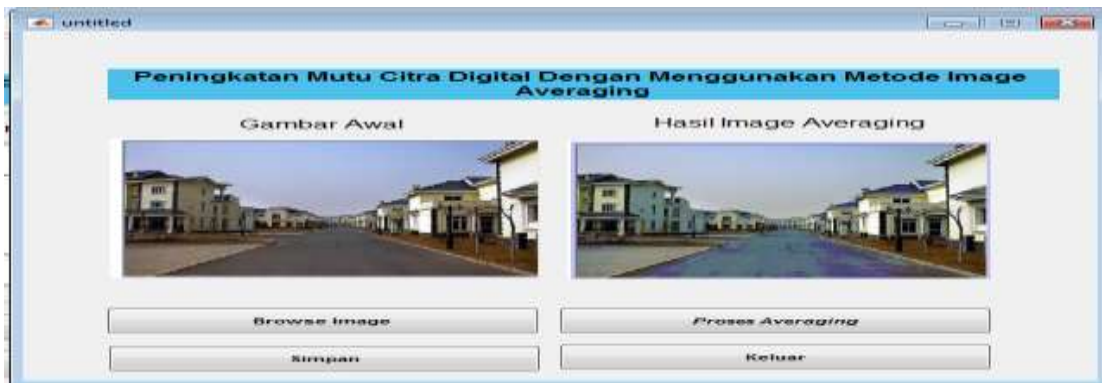 untitled
Peningkatan Mutu Citra Digital Dengan Menggunakan Metode Image
Averaging
Gambar Awal
Hasil Image Averaging
Browse Image
Proses Averaging
Simpan
Keluar